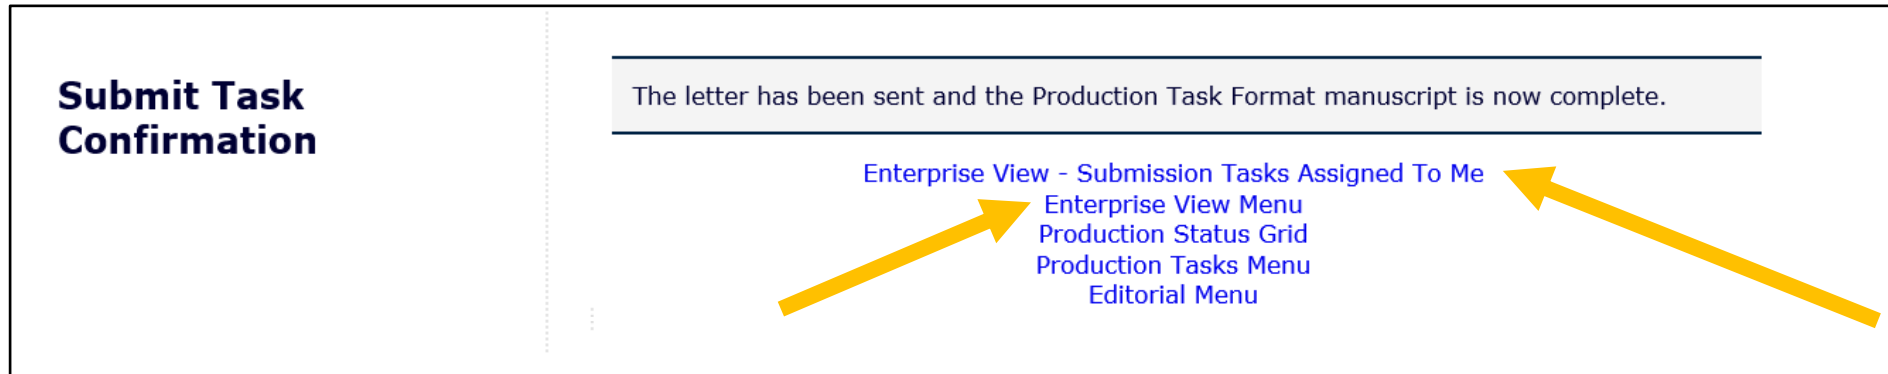 Submit Task
Confirmation
The letter has been sent and the Production Task Format manuscript is now complete.
Enterprise View - Submission Tasks Assigned To Me
Enterprise View Menu
Production Status Grid
Production Tasks Menu
Editorial Menu